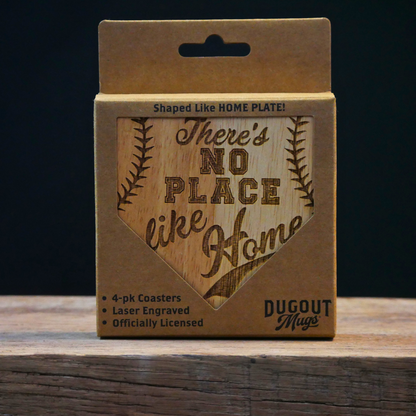 Shaped Like HOME PLATE!
There's
NO
PLACE
like
Home
• 4-pk Coasters
• Laser Engraved
• Officially Licensed
DUGOUT
Mugs